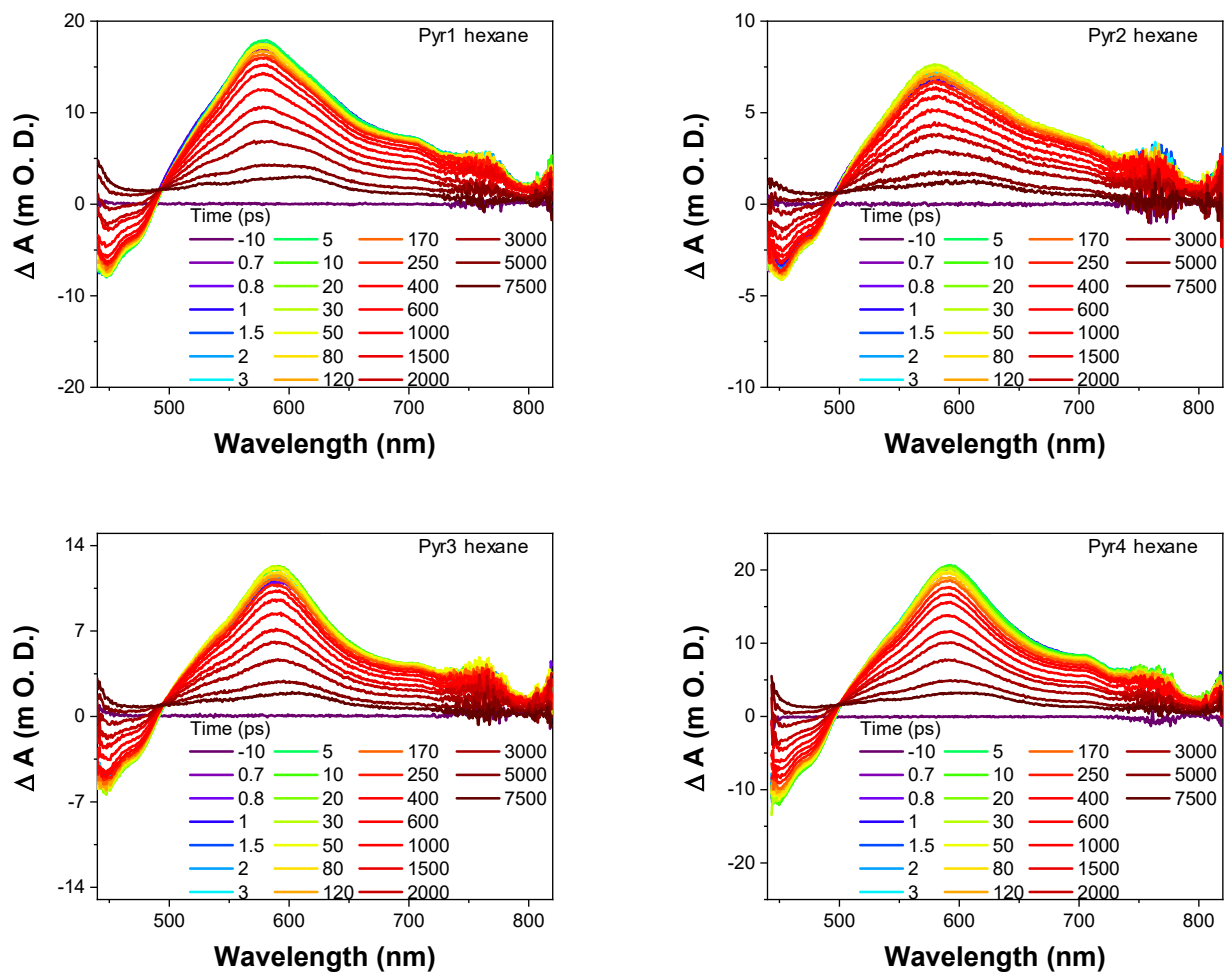 Pyr1 hexane
20
10
0
-10
-20
Δ A (m O. D.)
Time (ps)
-10 5 170 3000
0.7 10 250 5000
0.8 20 400 7500
1 30 600
1.5 50 1000
2 80 1500
3 120 2000
500 600 700 800
Wavelength (nm)
Pyr2 hexane
10
5
0
-5
-10
Δ A (m O. D.)
Time (ps)
-10 5 170 3000
0.7 10 250 5000
0.8 20 400 7500
1 30 600
1.5 50 1000
2 80 1500
3 120 2000
500 600 700 800
Wavelength (nm)
Pyr3 hexane
14
7
0
-7
-14
Δ A (m O. D.)
Time (ps)
-10 5 170 3000
0.7 10 250 5000
0.8 20 400 7500
1 30 600
1.5 50 1000
2 80 1500
3 120 2000
500 600 700 800
Wavelength (nm)
Pyr4 hexane
20
10
0
-10
-20
Δ A (m O. D.)
Time (ps)
-10 5 170 3000
0.7 10 250 5000
0.8 20 400 7500
1 30 600
1.5 50 1000
2 80 1500
3 120 2000
500 600 700 800
Wavelength (nm)